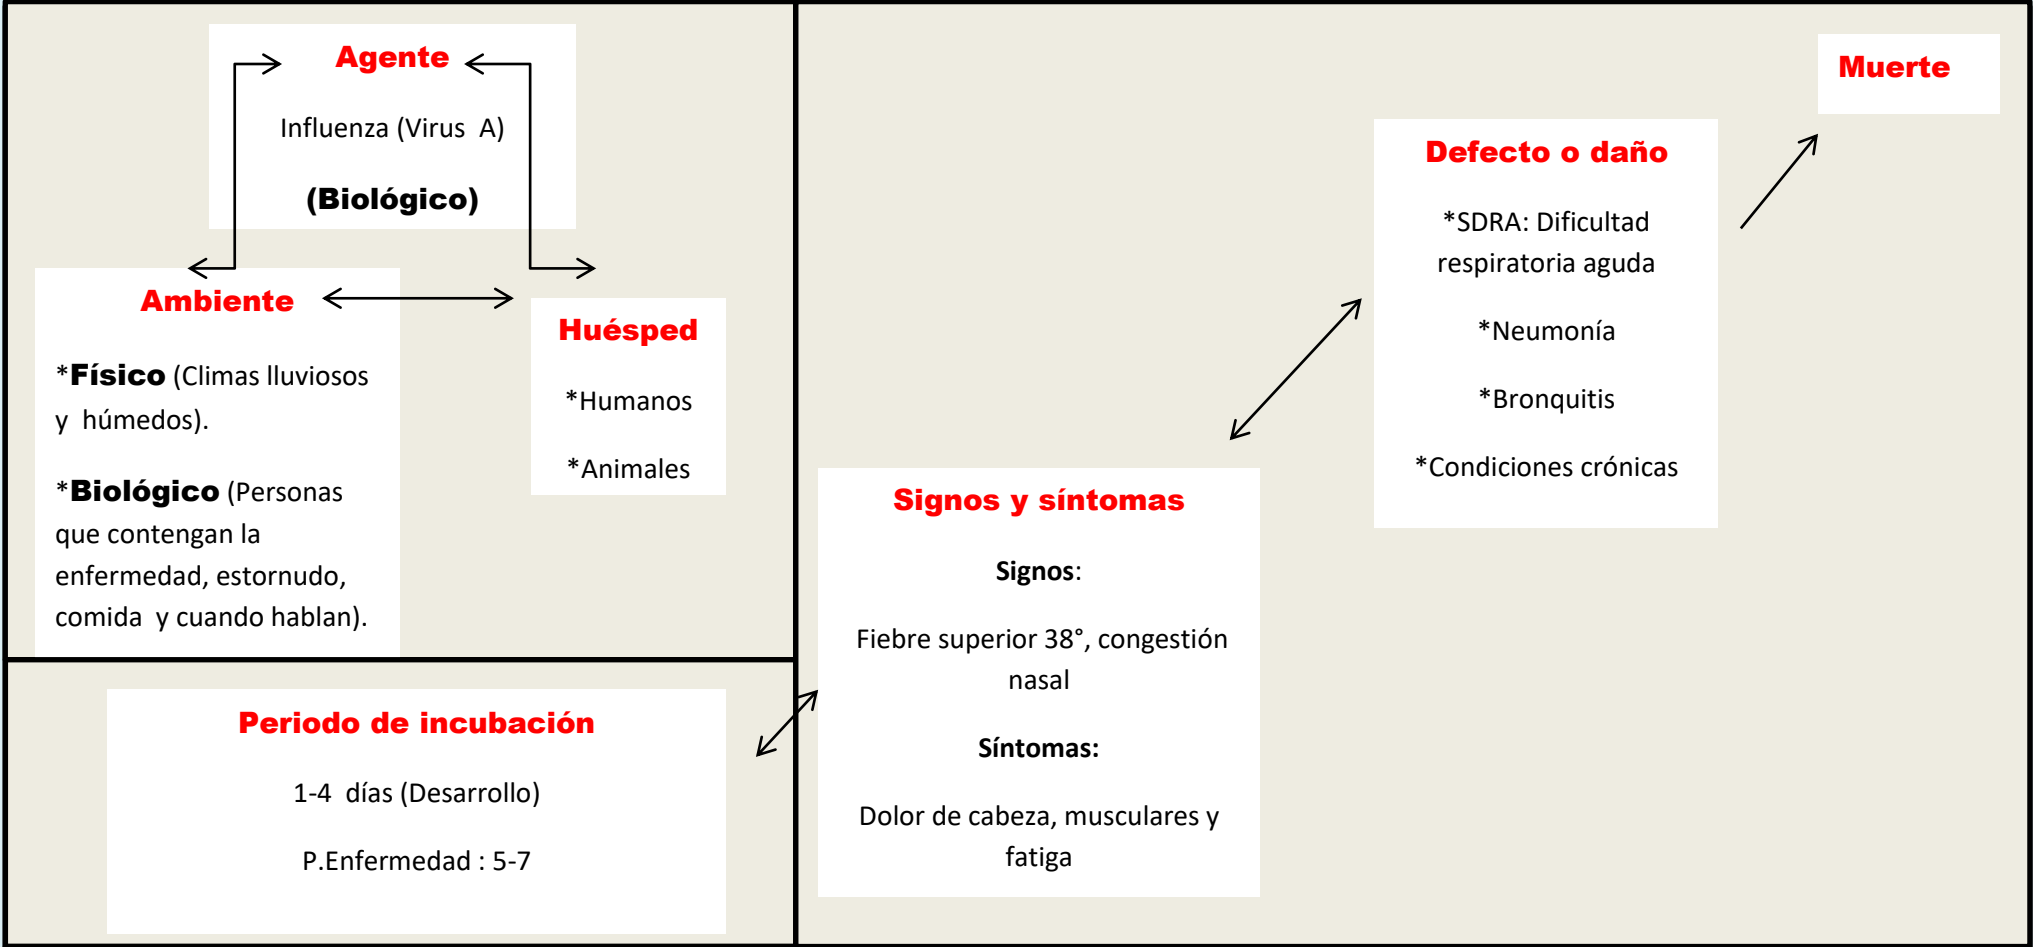 Agente
Influenza (Virus  A)
(Biológico)
Ambiente
*Físico (Climas lluviosos
y  húmedos).
*Biológico (Personas
que contengan la
enfermedad, estornudo,
comida  y cuando hablan).
Huésped
*Humanos
*Animales
Periodo de incubación
1-4  días (Desarrollo)
P.Enfermedad : 5-7
Signos y síntomas
Signos:
Fiebre superior 38°, congestión
nasal
Síntomas:
Dolor de cabeza, musculares y
fatiga
Defecto o daño
*SDRA: Dificultad
respiratoria aguda
*Neumonía
*Bronquitis
*Condiciones crónicas
Muerte